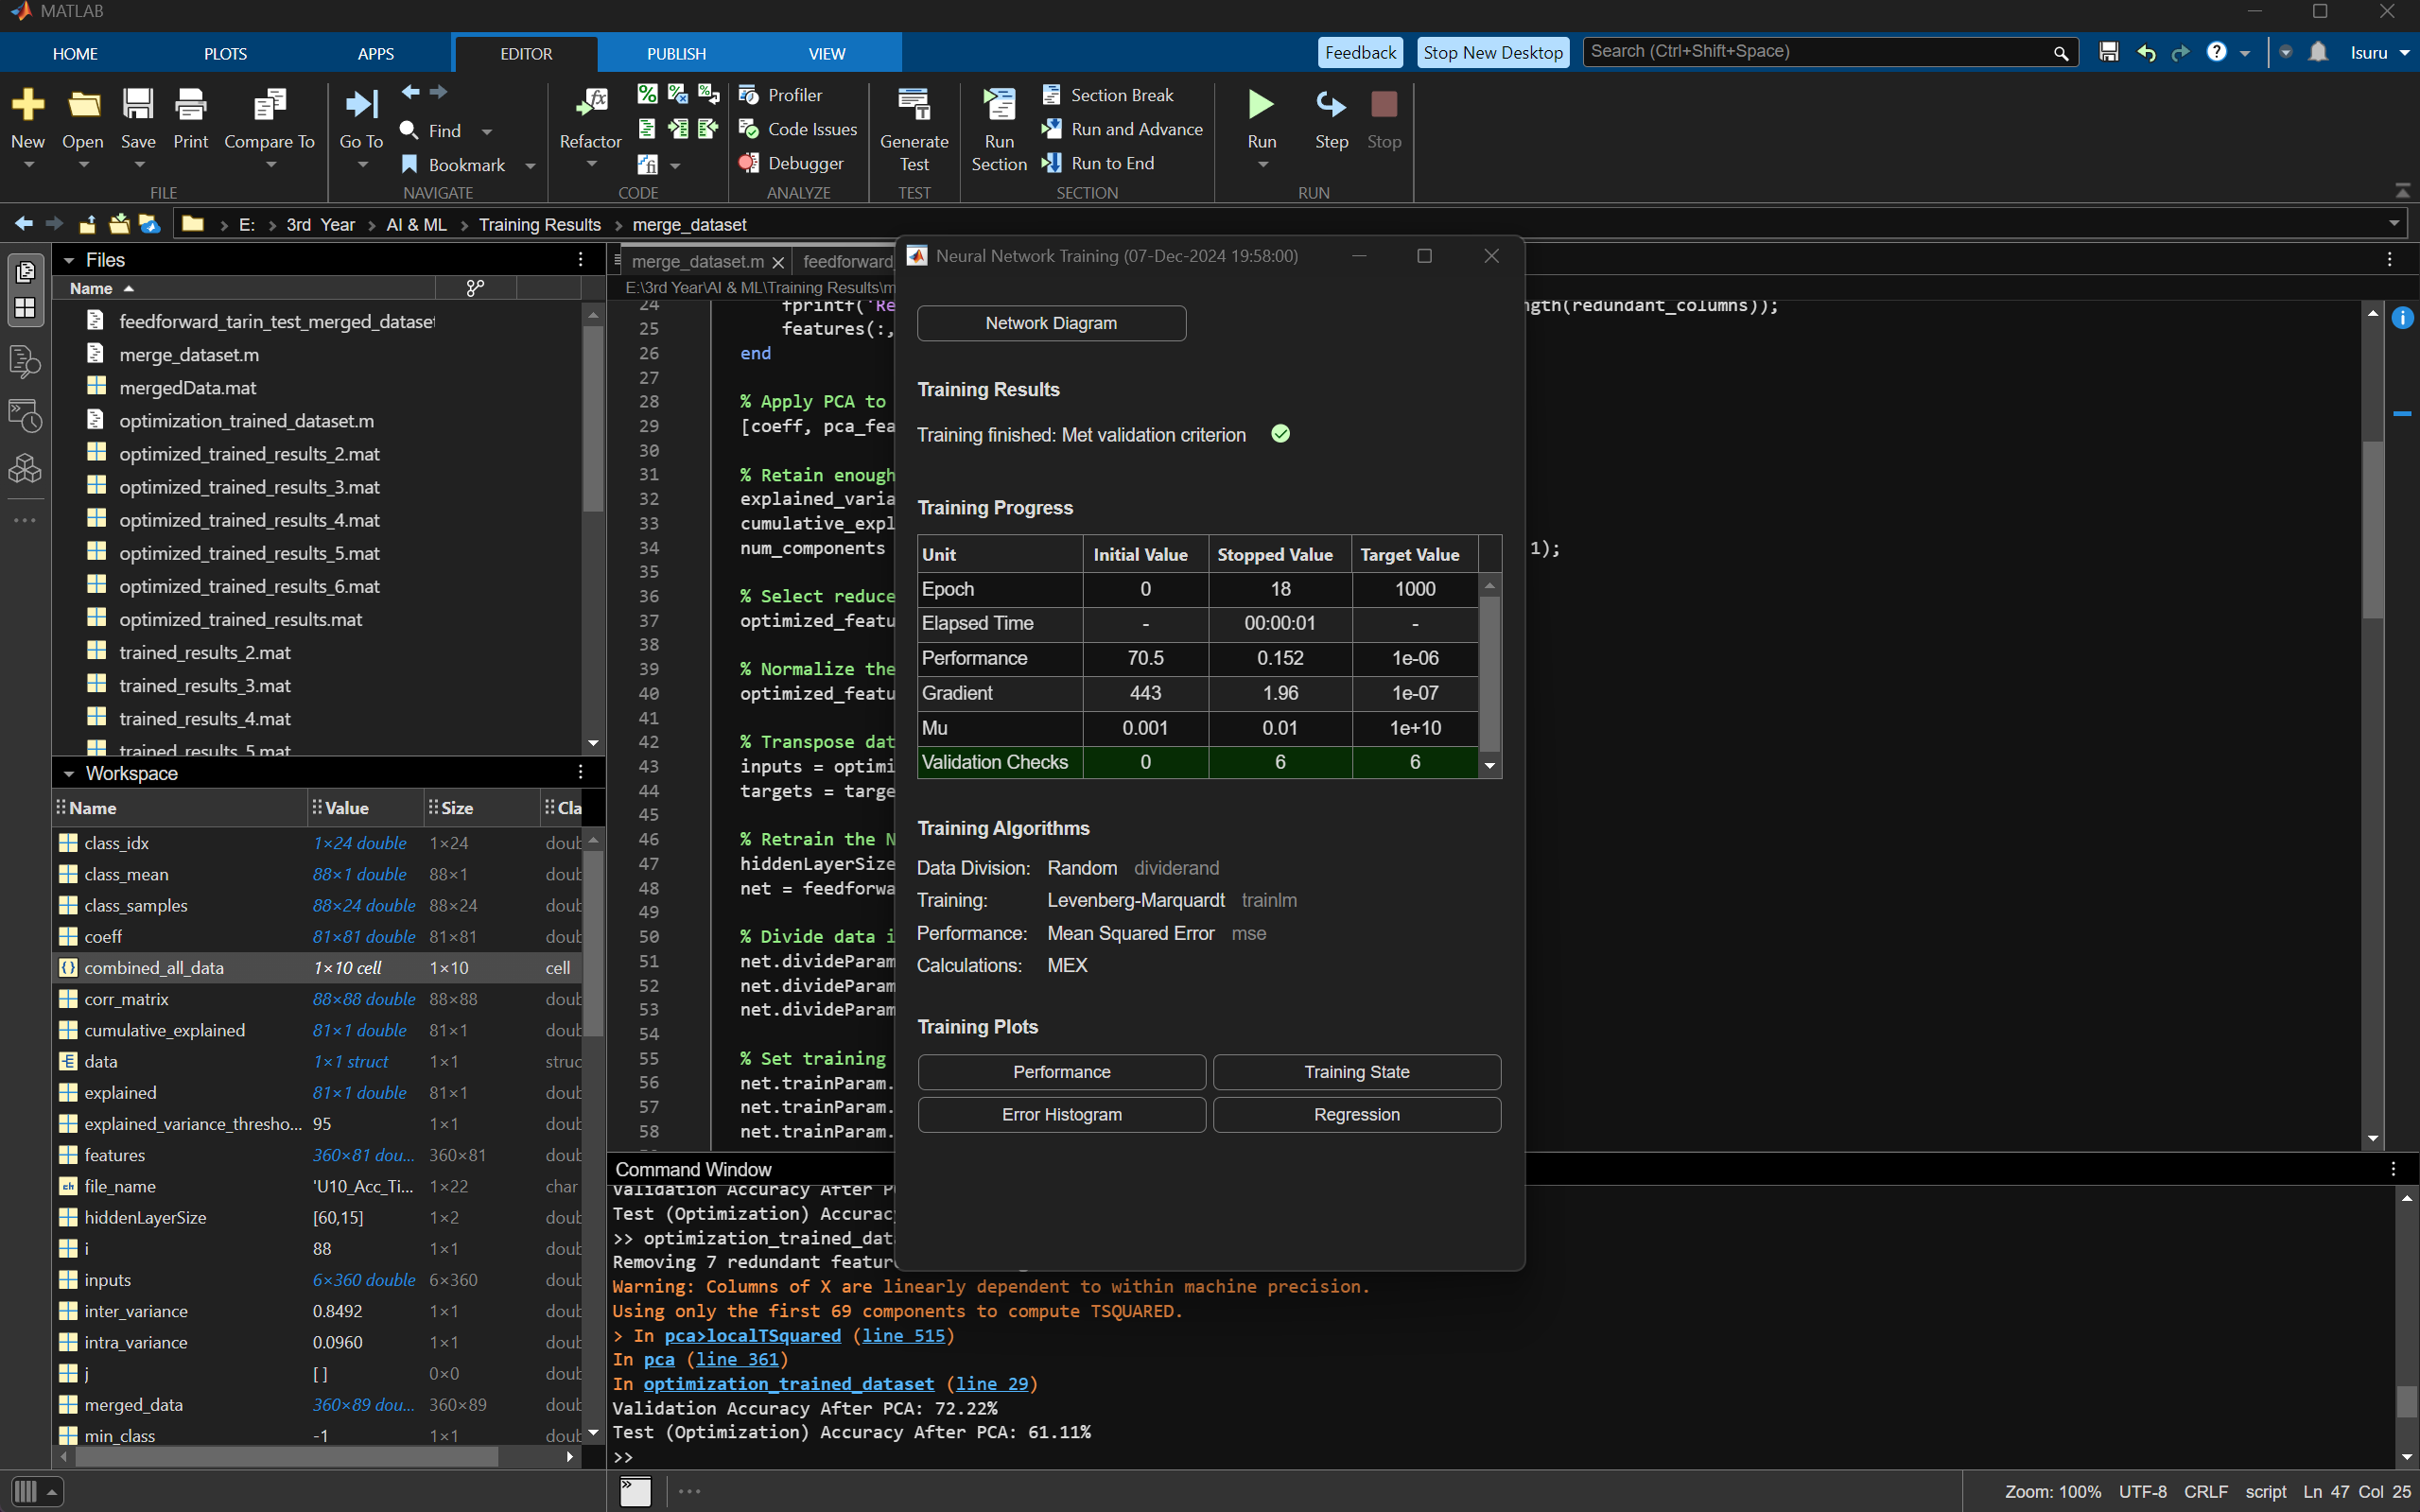 MATLAB
HOME PLOTS APPS EDITOR PUBLISH VIEW Feedback Stop New Desktop Search (Ctrl+Shift+Space) Isuru
New Open Save Print Compare To Go To Find Bookmark Refactor Profiler Code Issues Debugger Generate Test Run Section Section Break Run and Advance Run to End Run Step Stop
FILE NAVIGATE CODE ANALYZE TEST SECTION RUN
E: > 3rd Year > AI & ML > Training Results > merge_dataset
Files
Name
feedforward_tarin_test_merged_dataset
merge_dataset.m
mergedData.mat
optimization_trained_dataset.m
optimized_trained_results_2.mat
optimized_trained_results_3.mat
optimized_trained_results_4.mat
optimized_trained_results_5.mat
optimized_trained_results_6.mat
optimized_trained_results.mat
trained_results_2.mat
trained_results_3.mat
trained_results_4.mat
trained_results_5.mat
Workspace
Name Value Size Cla
class_idx 1×24 double 1×24 doub
class_mean 88×1 double 88×1 doub
class_samples 88×24 double 88×24 doub
coeff 81×81 double 81×81 doub
combined_all_data 1×10 cell 1×10 cell
corr_matrix 88×88 double 88×88 doub
cumulative_explained 81×1 double 81×1 doub
data 1×1 struct 1×1 struc
explained 81×1 double 81×1 doub
explained_variance_thresho... 95 1×1 doub
features 360×81 dou... 360×81 doub
file_name 'U10_Acc_Ti... 1×22 char
hiddenLayerSize [60,15] 1×2 doub
i 88 1×1 doub
inputs 6×360 double 6×360 doub
inter_variance 0.8492 1×1 doub
intra_variance 0.0960 1×1 doub
j [] 0×0 doub
merged_data 360×89 dou... 360×89 doub
min_class -1 1×1 doub
merge_dataset.m feedforward
E:\3rd Year\AI & ML\Training Results\m
24 fprintf('Re ngth(redundant_columns));
25 features(:,
26 end
27
28 % Apply PCA to
29 [coeff, pca_fea
30
31 % Retain enough
32 explained_varia
33 cumulative_expl
34 num_components 1);
35
36 % Select reduce
37 optimized_featu
38
39 % Normalize the
40 optimized_featu
41
42 % Transpose dat
43 inputs = optimi
44 targets = targe
45
46 % Retrain the N
47 hiddenLayerSize
48 net = feedforwa
49
50 % Divide data i
51 net.divideParam
52 net.divideParam
53 net.divideParam
54
55 % Set training
56 net.trainParam.
57 net.trainParam.
58 net.trainParam.
Neural Network Training (07-Dec-2024 19:58:00)
Network Diagram
Training Results
Training finished: Met validation criterion
Training Progress
Unit Initial Value Stopped Value Target Value
Epoch 0 18 1000
Elapsed Time - 00:00:01 -
Performance 70.5 0.152 1e-06
Gradient 443 1.96 1e-07
Mu 0.001 0.01 1e+10
Validation Checks 0 6 6
Training Algorithms
Data Division: Random dividerand
Training: Levenberg-Marquardt trainlm
Performance: Mean Squared Error mse
Calculations: MEX
Training Plots
Performance Training State
Error Histogram Regression
Command Window
Validation Accuracy After P
Test (Optimization) Accurac
>> optimization_trained_dat
Removing 7 redundant featur
Warning: Columns of X are linearly dependent to within machine precision.
Using only the first 69 components to compute TSQUARED.
> In pca>localTSquared (line 515)
In pca (line 361)
In optimization_trained_dataset (line 29)
Validation Accuracy After PCA: 72.22%
Test (Optimization) Accuracy After PCA: 61.11%
>>
Zoom: 100% UTF-8 CRLF script Ln 47 Col 25